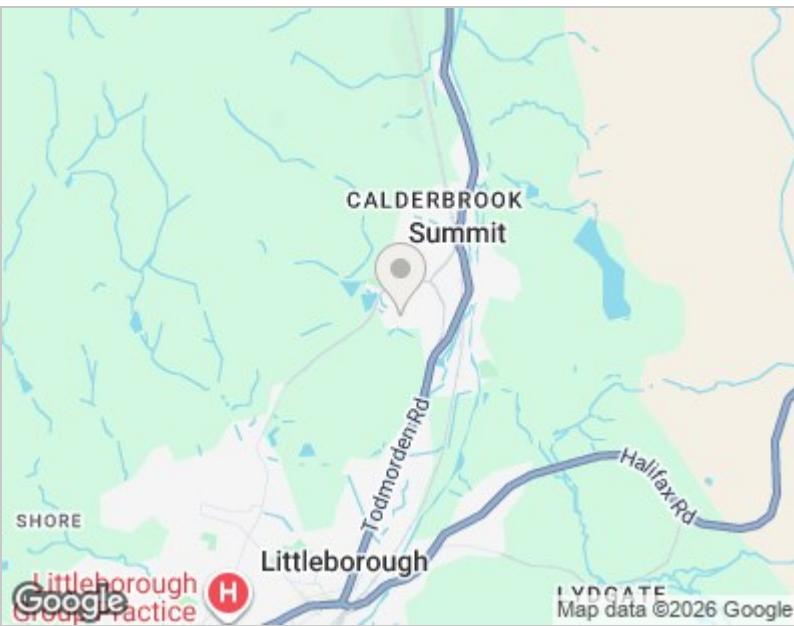 CALDERBROOK
Summit
Todmorden Rd
Halifax Rd
SHORE
Littleborough
Littleborough
Group Practice
H
LYDGATE
Google
Map data ©2026 Google